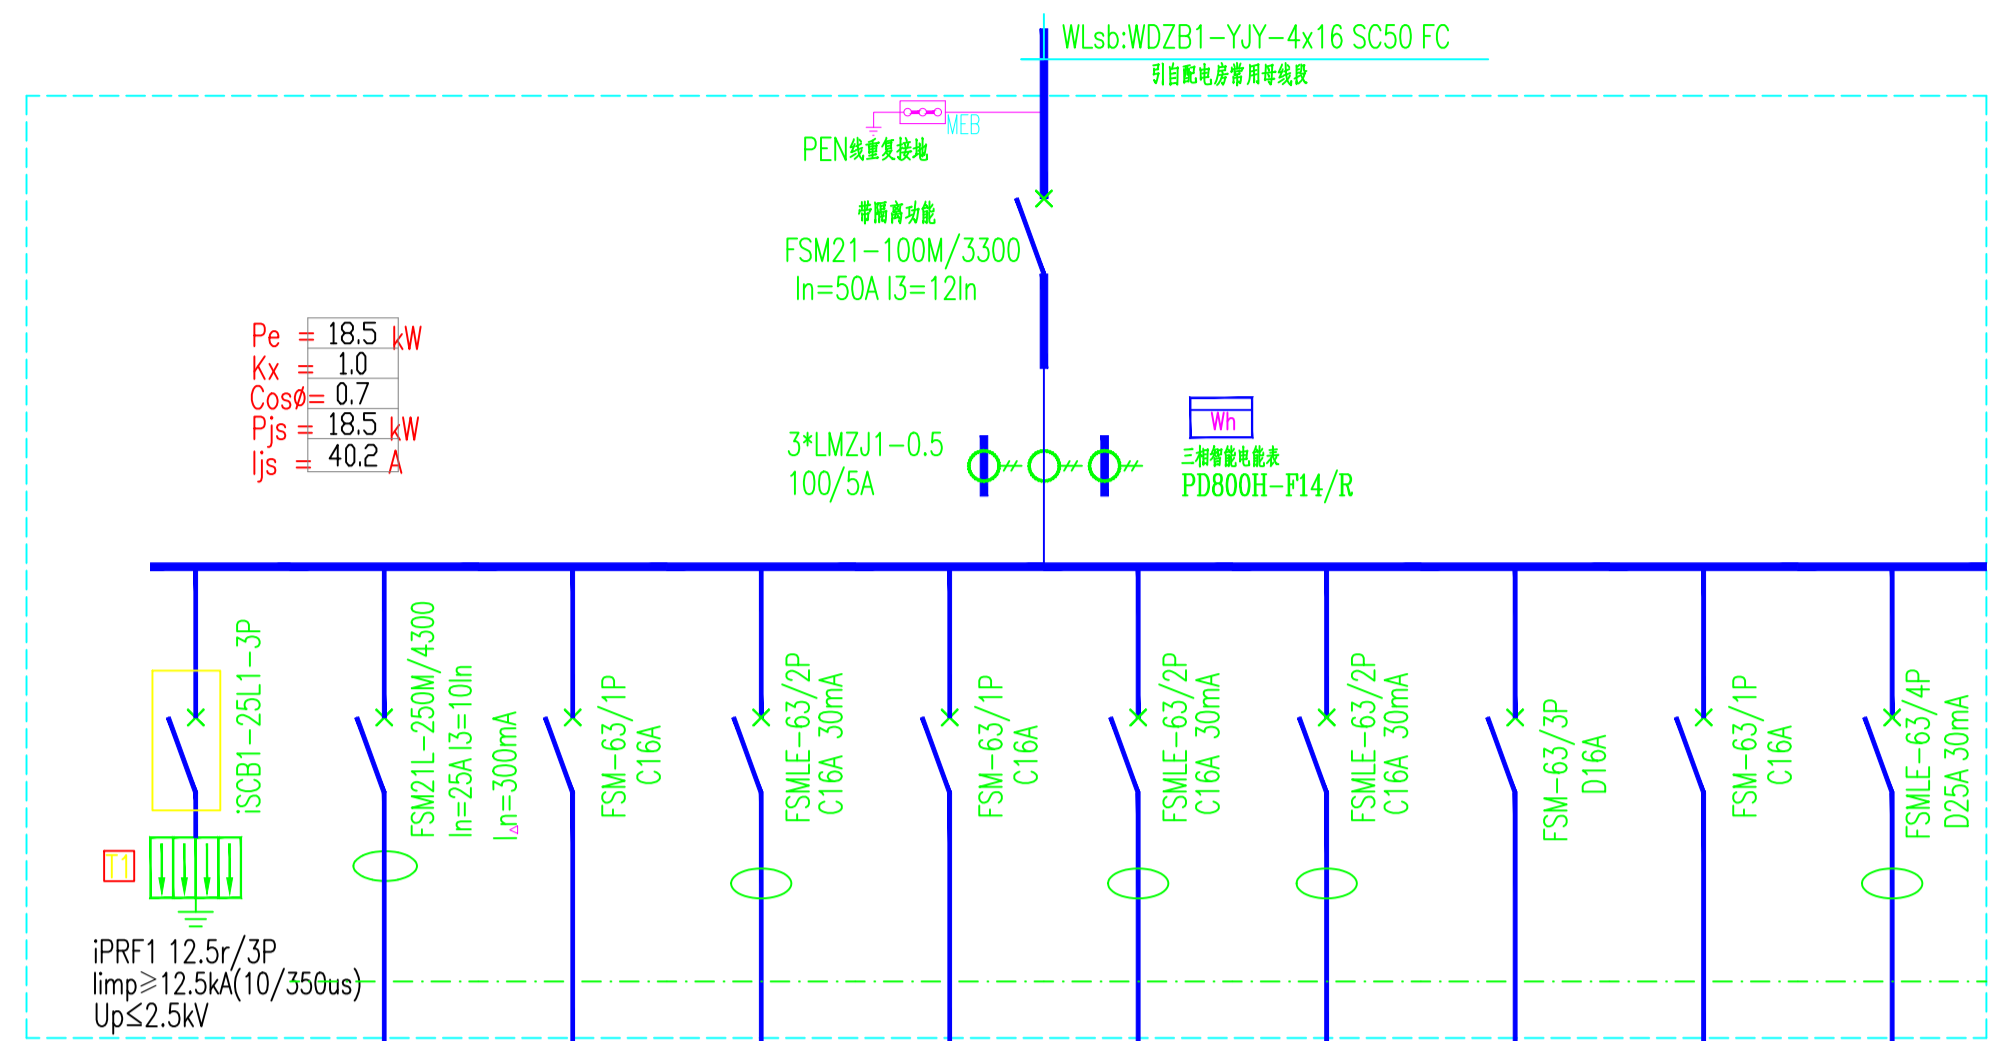 WLsb:WDZB1-YJY-4x16 SC50 FC
引自配电房常用母线段
MEB
PEN线重复接地
带隔离功能
FSM21-100M/3300
In=50A I3=12In
Pe = 18.5 kW
Kx = 1.0
Cosø= 0.7
Pjs = 18.5 kW
Ijs = 40.2 A
3*LMZJ1-0.5
100/5A
Wh
三相智能电能表
PD800H-F14/R
iSCB1-25L1-3P
FSM21L-250M/4300
In=25A I3=10In
I△n=300mA
FSM-63/1P
C16A
FSMLE-63/2P
C16A 30mA
FSM-63/1P
C16A
FSMLE-63/2P
C16A 30mA
FSMLE-63/2P
C16A 30mA
FSM-63/3P
D16A
FSM-63/1P
C16A
FSMLE-63/4P
D25A 30mA
T1
iPRF1 12.5r/3P
Iimp≥12.5kA(10/350us)
Up≤2.5kV